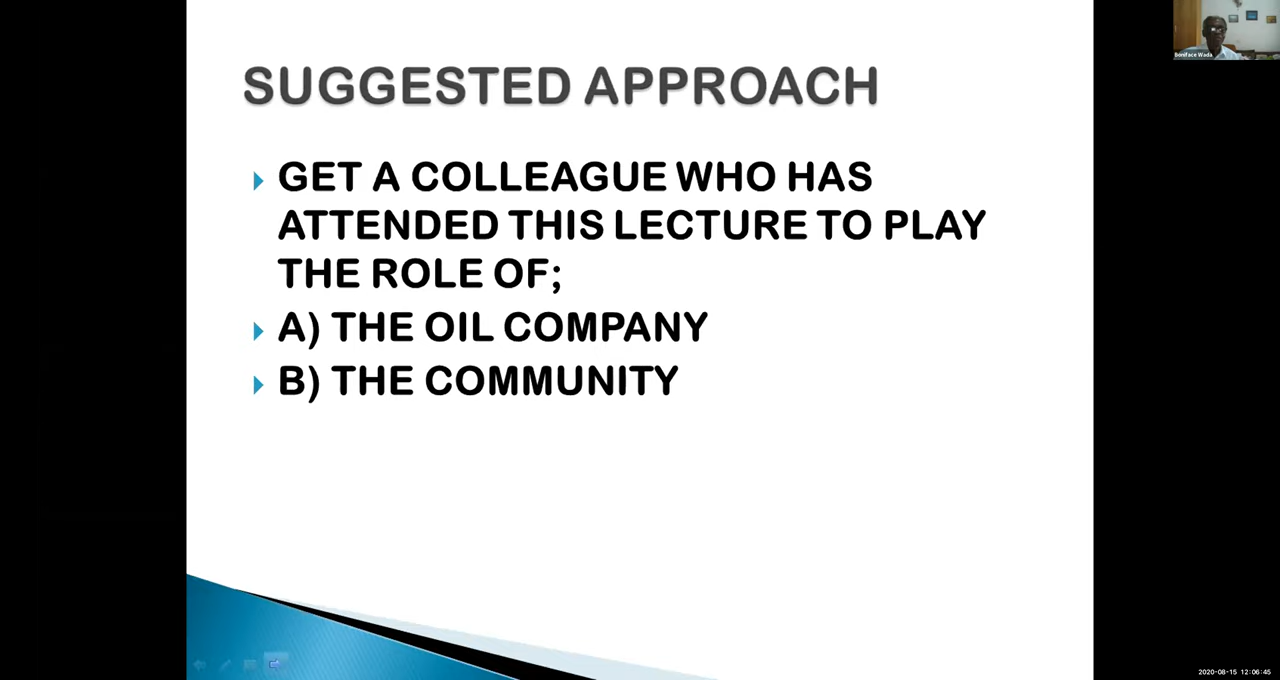 Boniface Wada
SUGGESTED APPROACH
GET A COLLEAGUE WHO HAS
ATTENDED THIS LECTURE TO PLAY
THE ROLE OF;
A) THE OIL COMPANY
B) THE COMMUNITY
2020-08-15 12:06:45